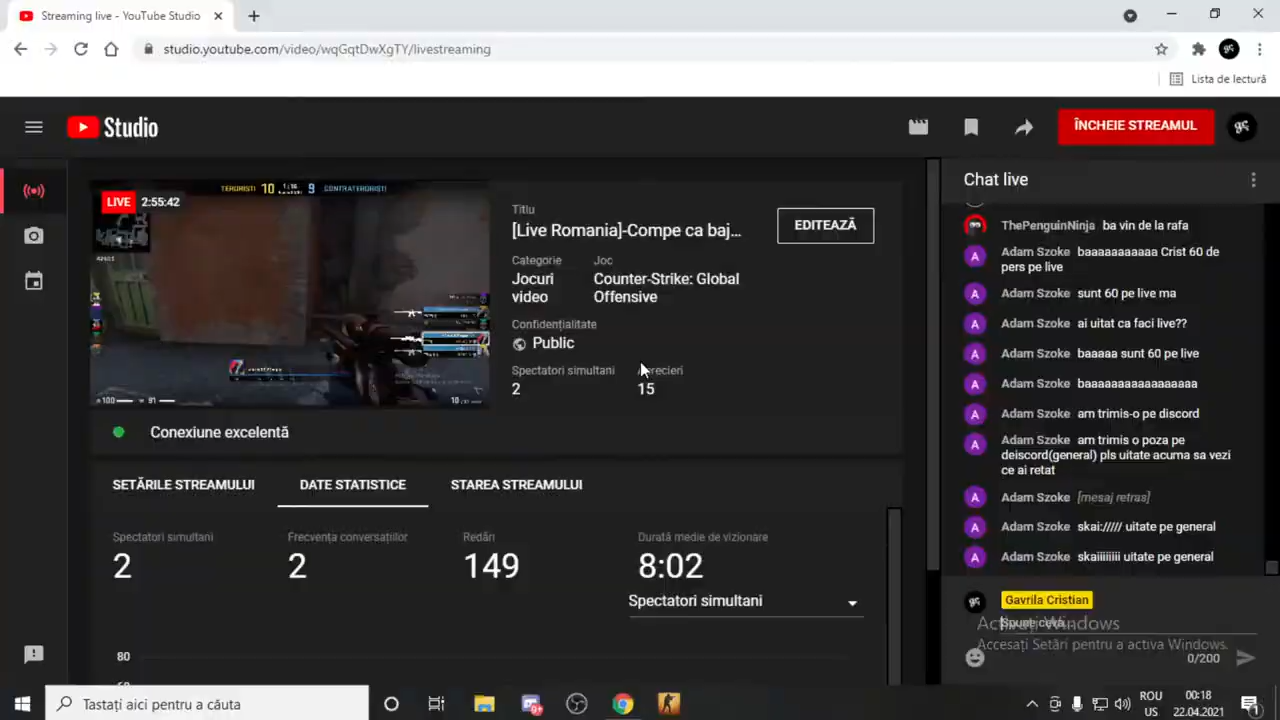 Streaming live - YouTube Studio
studio.youtube.com/video/wqGqtDwXgTY/livestreaming
Lista de lectură
Studio
ÎNCHEIE STREAMUL
TERORISTI 10 9 CONTRATERORISTI
LIVE 2:55:42
Titlu
[Live Romania]-Compe ca baj...
EDITEAZĂ
Categorie Joc
Jocuri video
Counter-Strike: Global Offensive
Confidențialitate
Public
Spectatori simultani
2
15
Conexiune excelentă
SETĂRILE STREAMULUI DATE STATISTICE STAREA STREAMULUI
Spectatori simultani Frecvența conversațiilor Redări Durată medie de vizionare
2 2 149 8:02
Spectatori simultani
80
Chat live
ThePenguinNinja ba vin de la rafa
Adam Szoke baaaaaaaaaaa Crist 60 de
pers pe live
Adam Szoke sunt 60 pe live ma
Adam Szoke ai uitat ca faci live??
Adam Szoke baaaaa sunt 60 pe live
Adam Szoke baaaaaaaaaaaaaaaaa
Adam Szoke am trimis-o pe discord
Adam Szoke am trimis o poza pe
deiscord(general) pls uitate acuma sa vezi
ce ai retat
Adam Szoke [mesaj retras]
Adam Szoke skai:///// uitate pe general
Adam Szoke skaiiiiiiii uitate pe general
Gavrila Cristian
Spune ceva...
Activați Windows
Accesați Setări pentru a activa Windows.
0/200
Tastați aici pentru a căuta
ROU
US
00:18
22.04.2021